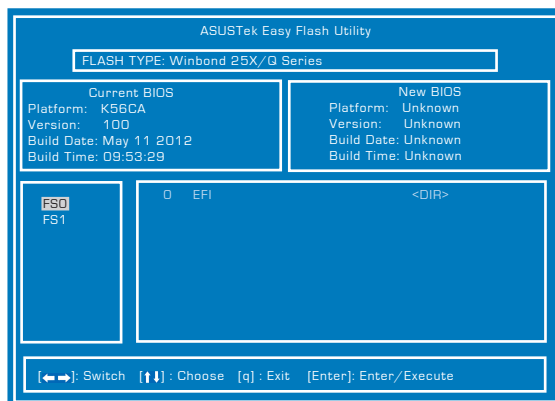 ASUSTek Easy Flash Utility
FLASH TYPE: Winbond 25X/Q Series
Current BIOS
Platform: K56CA
Version: 100
Build Date: May 11 2012
Build Time: 09:53:29
New BIOS
Platform: Unknown
Version: Unknown
Build Date: Unknown
Build Time: Unknown
FS0
FS1
0 EFI <DIR>
[←→]: Switch [↑↓] : Choose [q] : Exit [Enter]: Enter/Execute